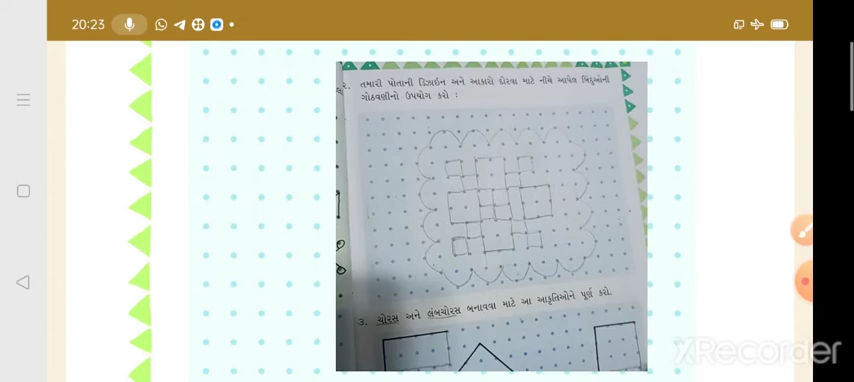 20:23
૨. તમારી પોતાની ડિઝાઇન અને આકારો દોરવા માટે નીચે આપેલ બિંદુઓની
ગોઠવણીનો ઉપયોગ કરો :
3. ચોરસ અને લંબચોરસ બનાવવા માટે આ આકૃતિઓને પૂર્ણ કરો.
XRecorder